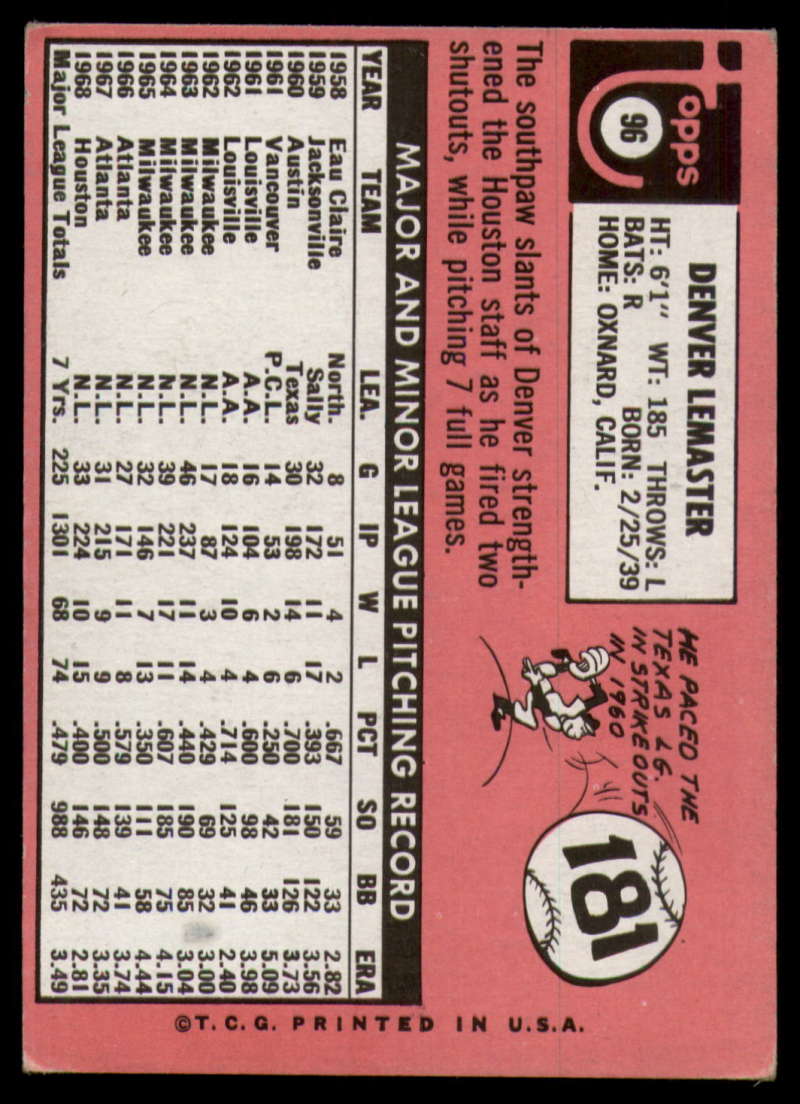 topps
96
DENVER LEMASTER
HT: 6'1" WT: 185 THROWS: L
BATS: R BORN: 2/25/39
HOME: OXNARD, CALIF.
HE PACED THE
TEXAS LG.
IN STRIKEOUTS
IN 1960
181
The southpaw slants of Denver strength-
ened the Houston staff as he fired two
shutouts, while pitching 7 full games.
MAJOR AND MINOR LEAGUE PITCHING RECORD
YEAR TEAM LEA. G IP W L PCT SO BB ERA
1958 Eau Claire North. 8 51 4 2 .667 59 33 2.82
1959 Jacksonville Sally 32 172 11 17 .393 150 122 3.56
1960 Austin Texas 30 198 14 6 .700 181 126 3.73
1961 Vancouver P.C.L. 14 53 2 6 .250 42 33 5.09
1961 Louisville A.A. 16 104 6 4 .600 98 46 3.98
1962 Louisville A.A. 18 124 10 4 .714 125 41 2.40
1962 Milwaukee N.L. 17 87 3 4 .429 69 32 3.00
1963 Milwaukee N.L. 46 237 11 14 .440 190 85 3.04
1964 Milwaukee N.L. 39 221 17 11 .607 185 75 4.15
1965 Milwaukee N.L. 32 146 7 13 .350 111 58 4.44
1966 Atlanta N.L. 27 171 11 8 .579 139 41 3.74
1967 Atlanta N.L. 31 215 9 9 .500 148 72 3.35
1968 Houston N.L. 33 224 10 15 .400 146 72 2.81
Major League Totals 7 Yrs. 225 1301 68 74 .479 988 435 3.49
©T.C.G. PRINTED IN U.S.A.